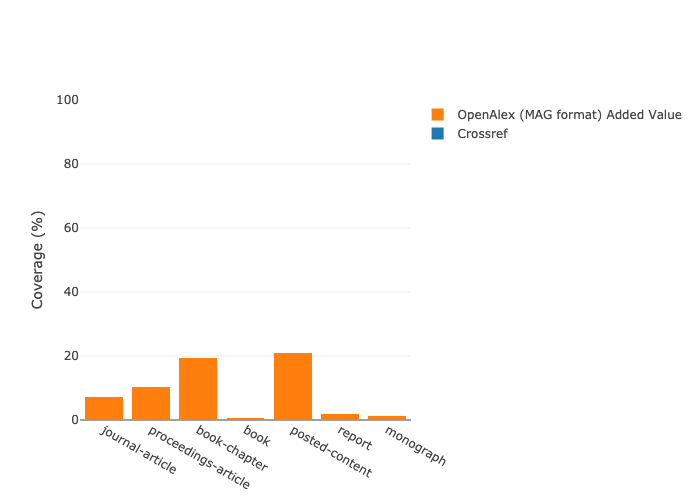 100
80
60
40
20
0
Coverage (%)
journal-article
proceedings-article
book-chapter
book
posted-content
report
monograph
OpenAlex (MAG format) Added Value
Crossref